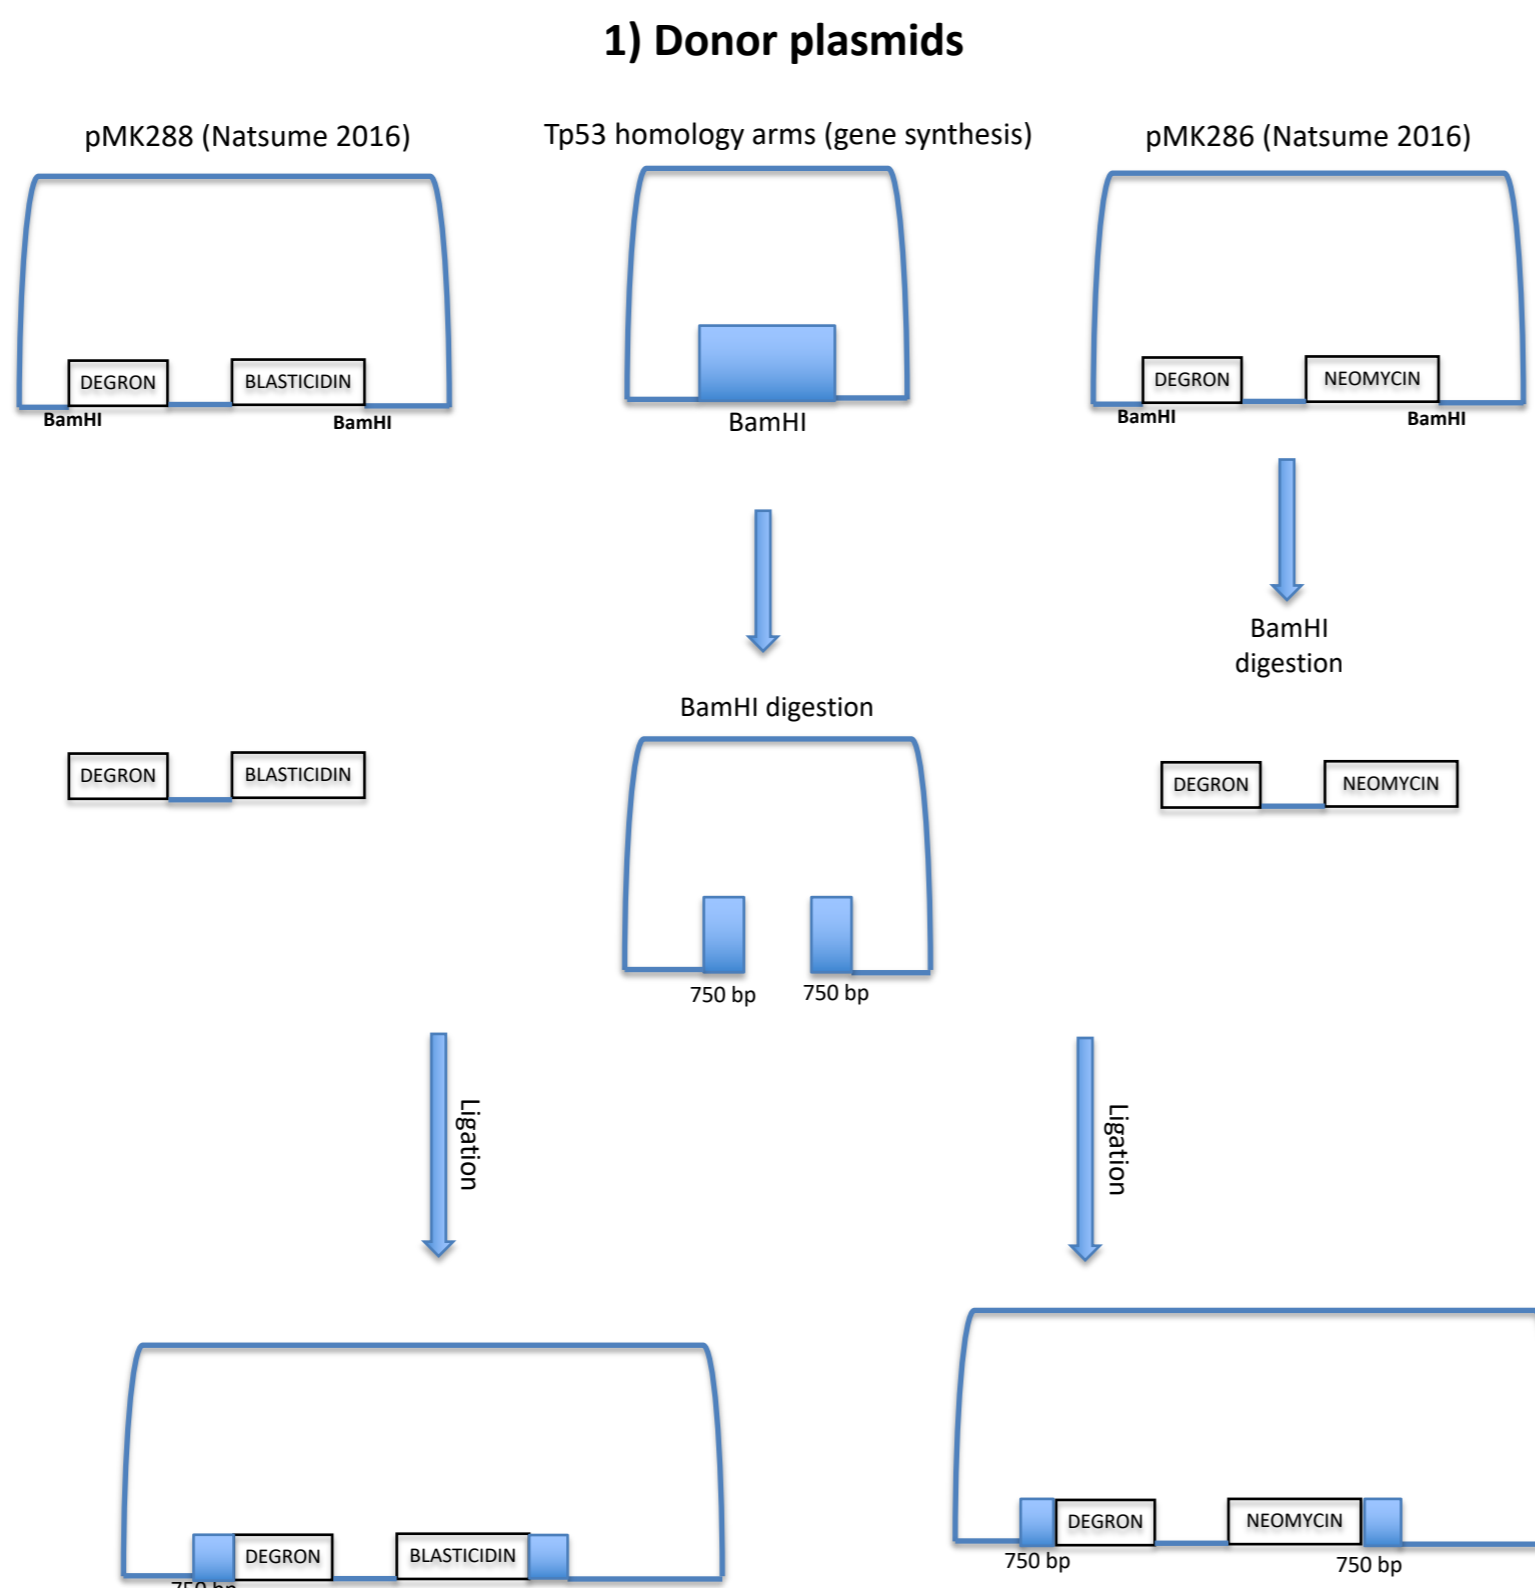 1) Donor plasmids
pMK288 (Natsume 2016)
Tp53 homology arms (gene synthesis)
pMK286 (Natsume 2016)
DEGRON
BLASTICIDIN
BamHI
BamHI
BamHI
DEGRON
NEOMYCIN
BamHI
BamHI
BamHI
digestion
BamHI digestion
DEGRON
BLASTICIDIN
DEGRON
NEOMYCIN
750 bp
750 bp
Ligation
Ligation
DEGRON
BLASTICIDIN
750 bp
DEGRON
NEOMYCIN
750 bp
750 bp